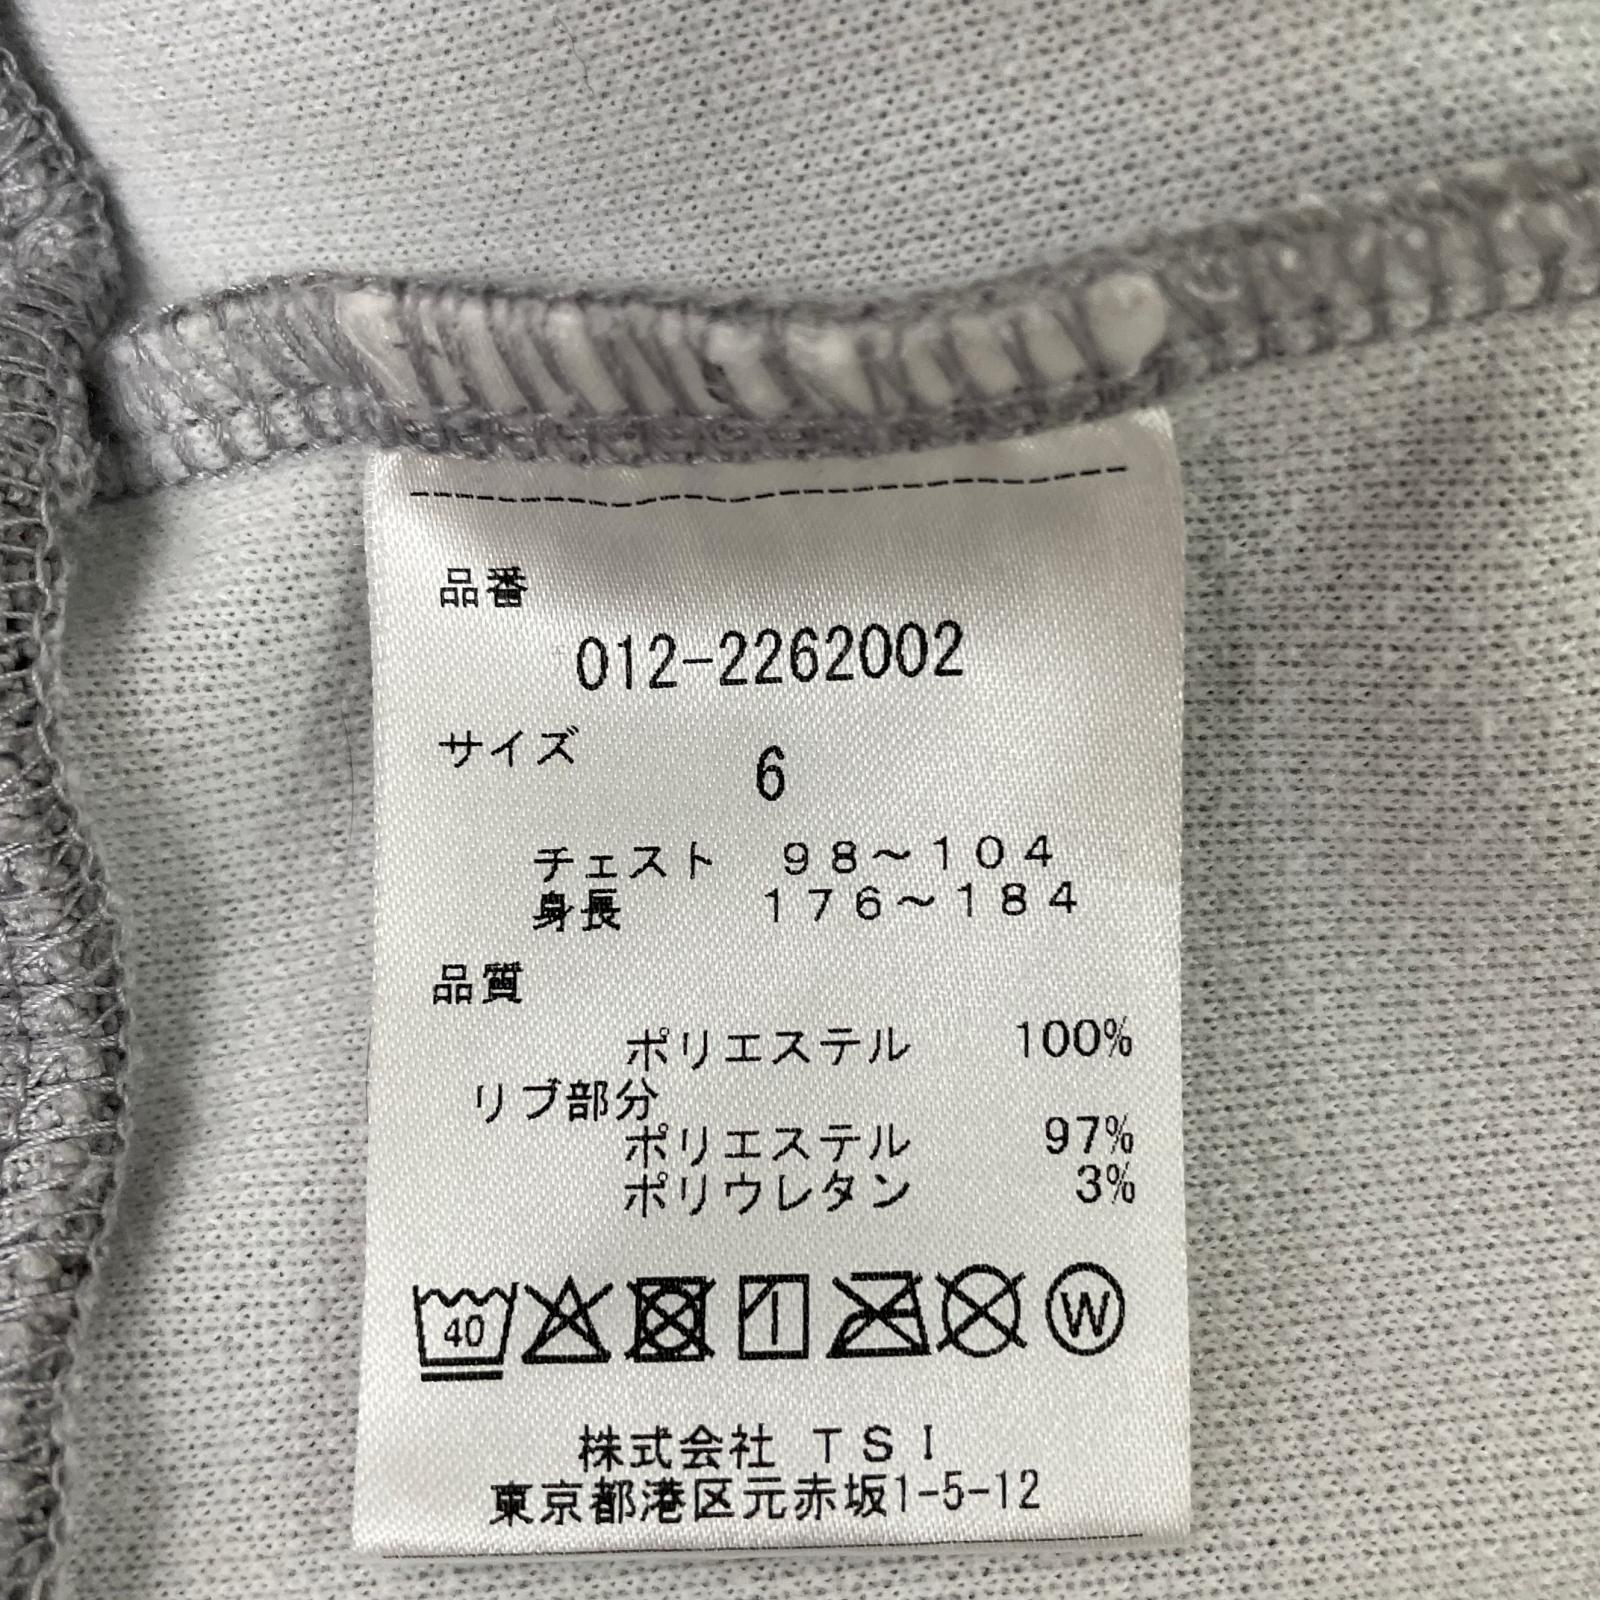 品番
012-2262002
サイズ 6
チェスト 98〜104
身長 176〜184
品質
ポリエステル 100%
リブ部分
ポリエステル 97%
ポリウレタン 3%
40 W
株式会社 TSI
東京都港区元赤坂1-5-12